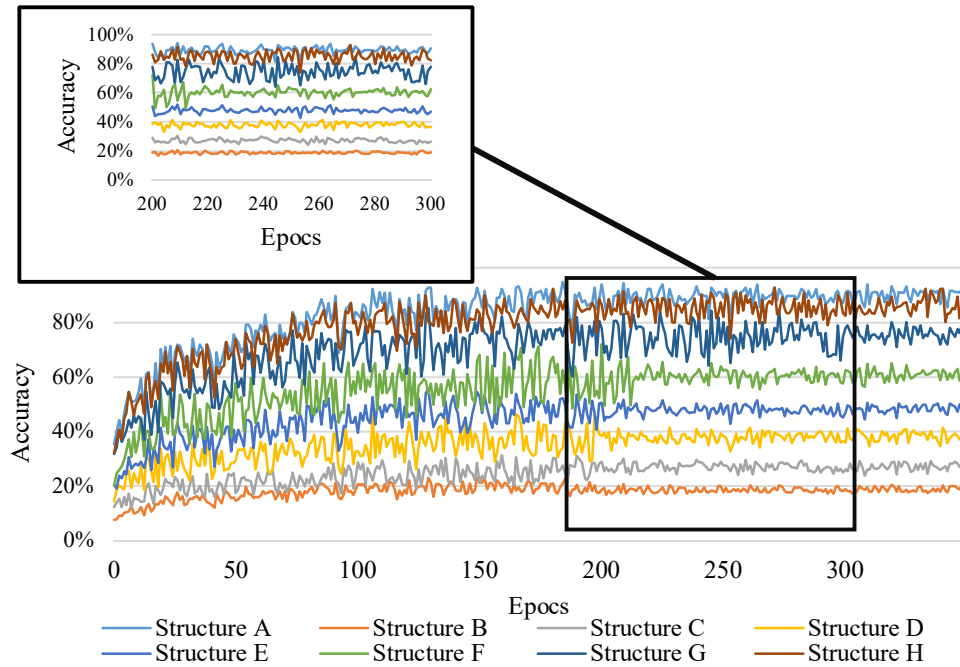 100%
80%
60%
40%
20%
0%
Accuracy
200 220 240 260 280 300
Epocs
80%
60%
40%
20%
0%
Accuracy
0 50 100 150 200 250 300
Epocs
Structure A Structure B Structure C Structure D
Structure E Structure F Structure G Structure H